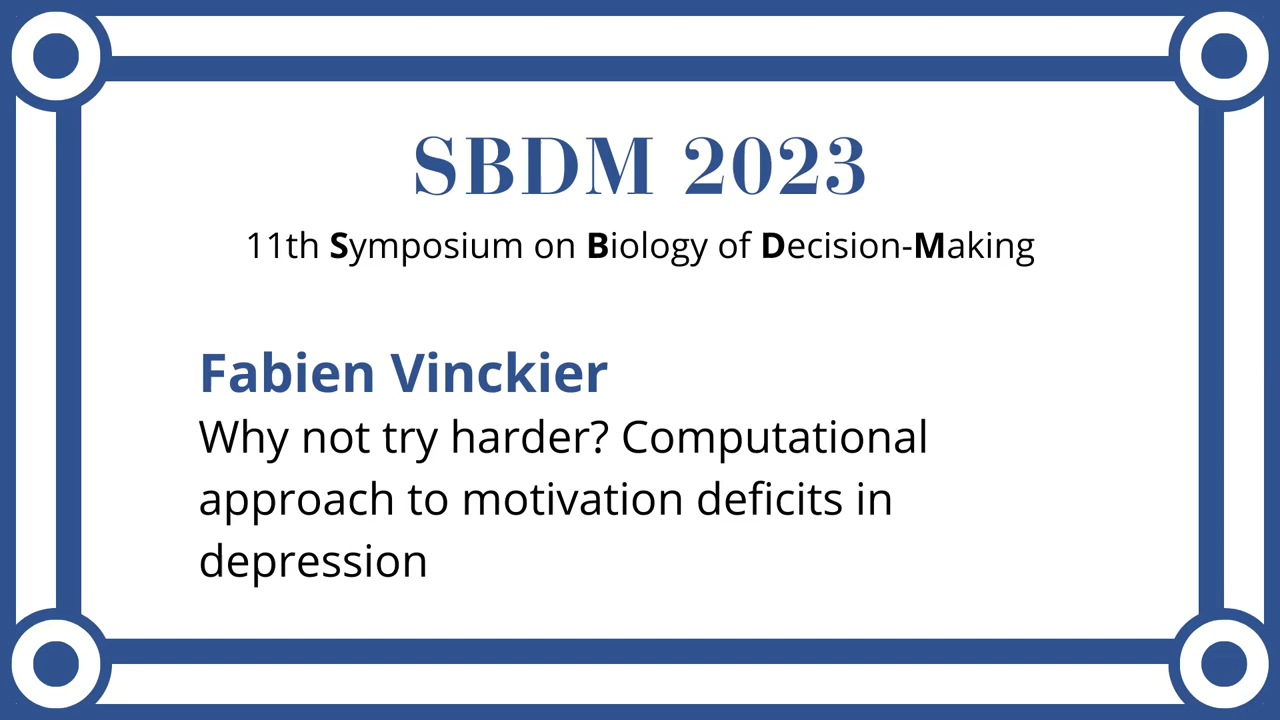 SBDM 2023
11th Symposium on Biology of Decision-Making
Fabien Vinckier
Why not try harder? Computational
approach to motivation deficits in
depression